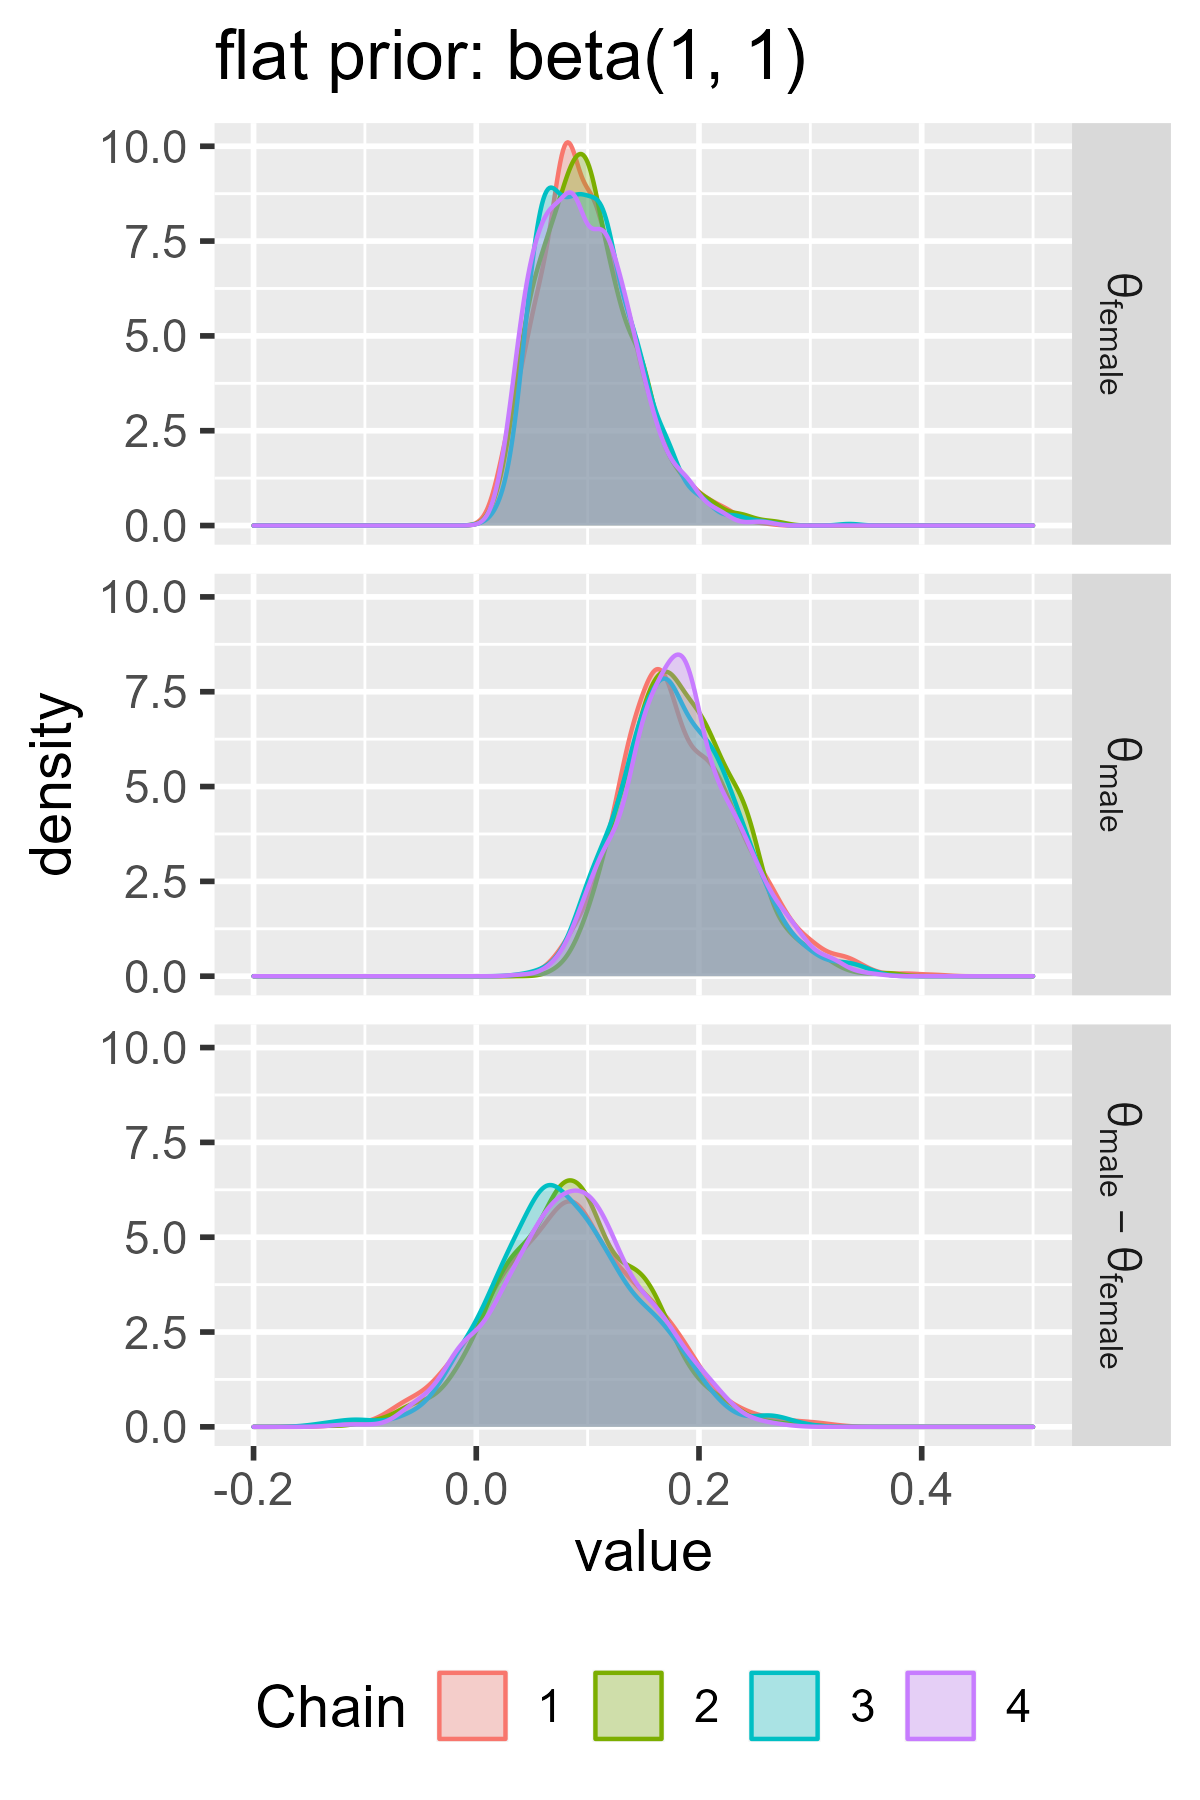 flat prior: beta(1, 1)
10.0
7.5
5.0
2.5
0.0
θfemale
10.0
7.5
5.0
2.5
0.0
θmale
10.0
7.5
5.0
2.5
0.0
θmale − θfemale
density
-0.2 0.0 0.2 0.4
value
Chain 1 2 3 4